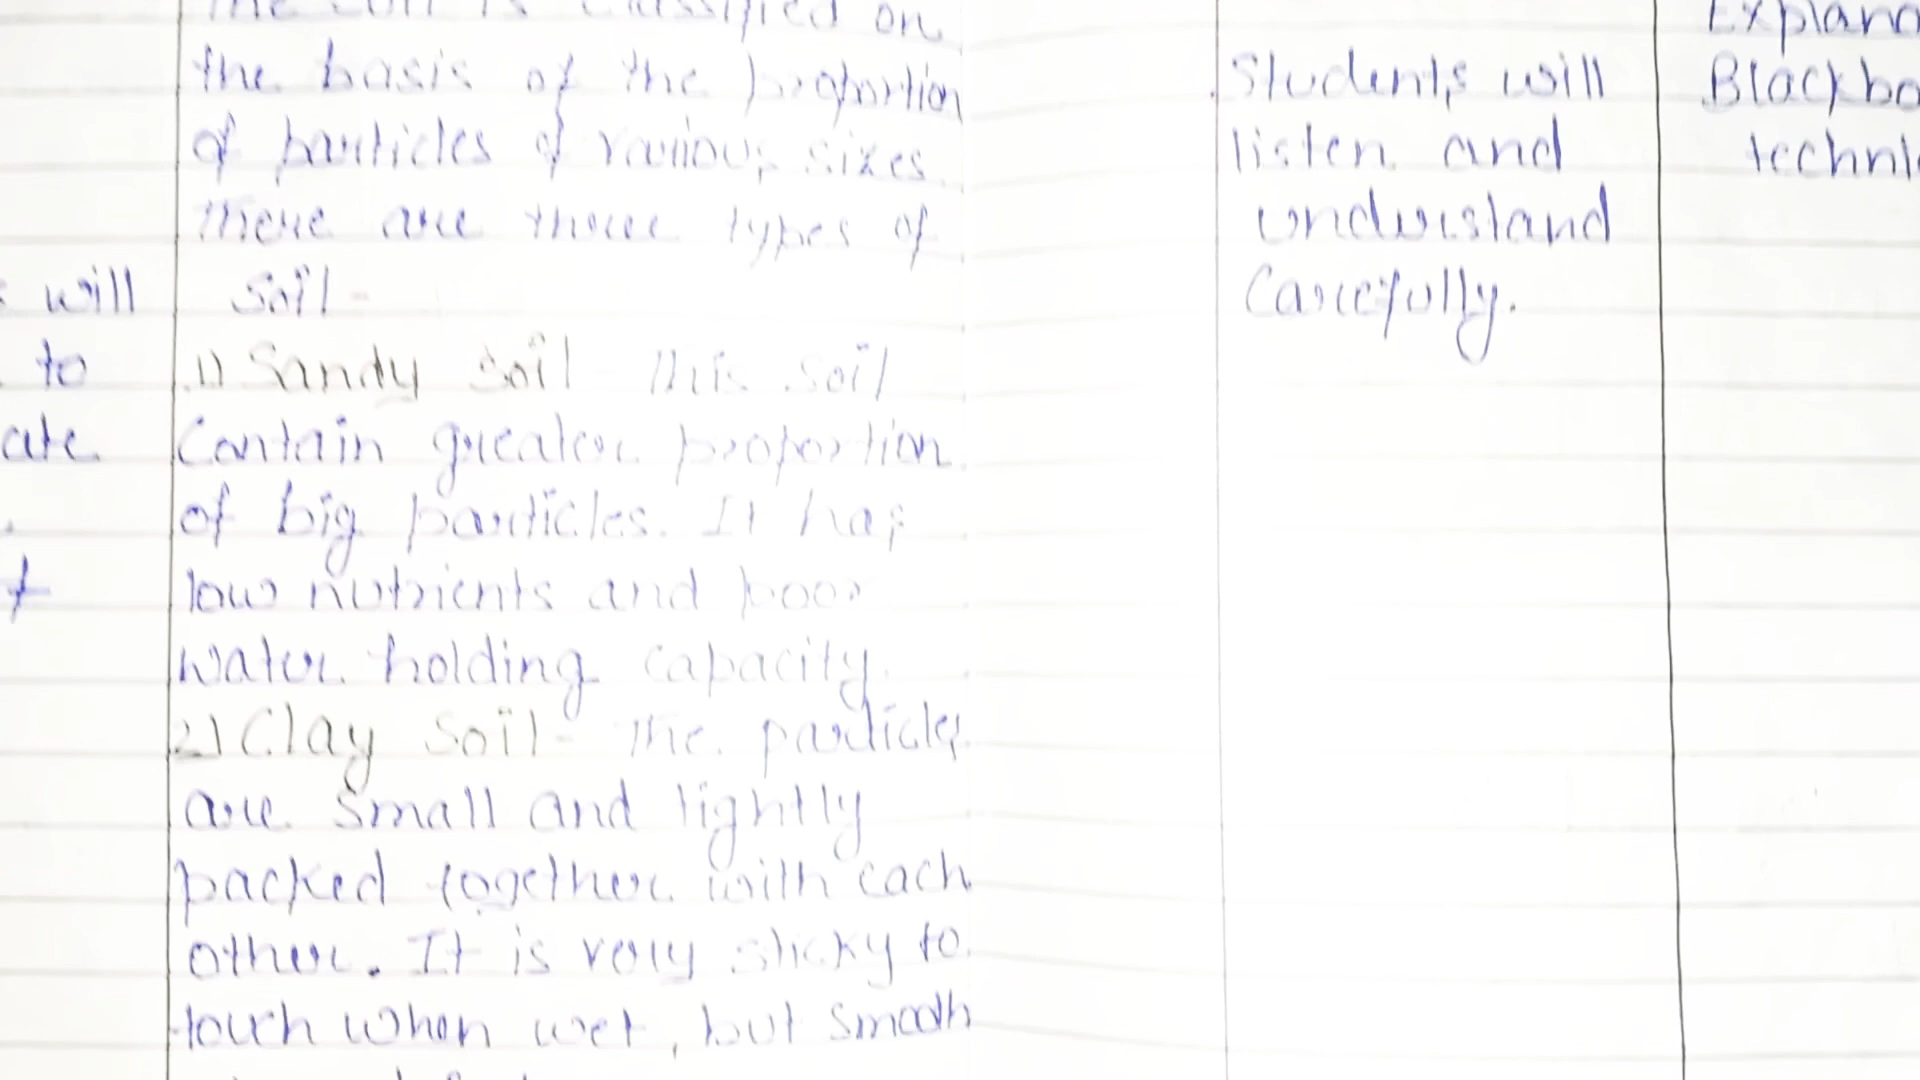 the soil is classified on
the basis of the proportion
of particles of various sizes
there are three types of
soil-
1) Sandy soil This soil
Contain greater proportion
of big particles. It has
low nutrients and poor
water holding capacity.
2) Clay soil- The particles
are small and tightly
packed together with each
other. It is very sticky to
touch when wet, but smooth
will
to
ate
Students will
listen and
understand
Carefully.
Explana
Blackbo
techni